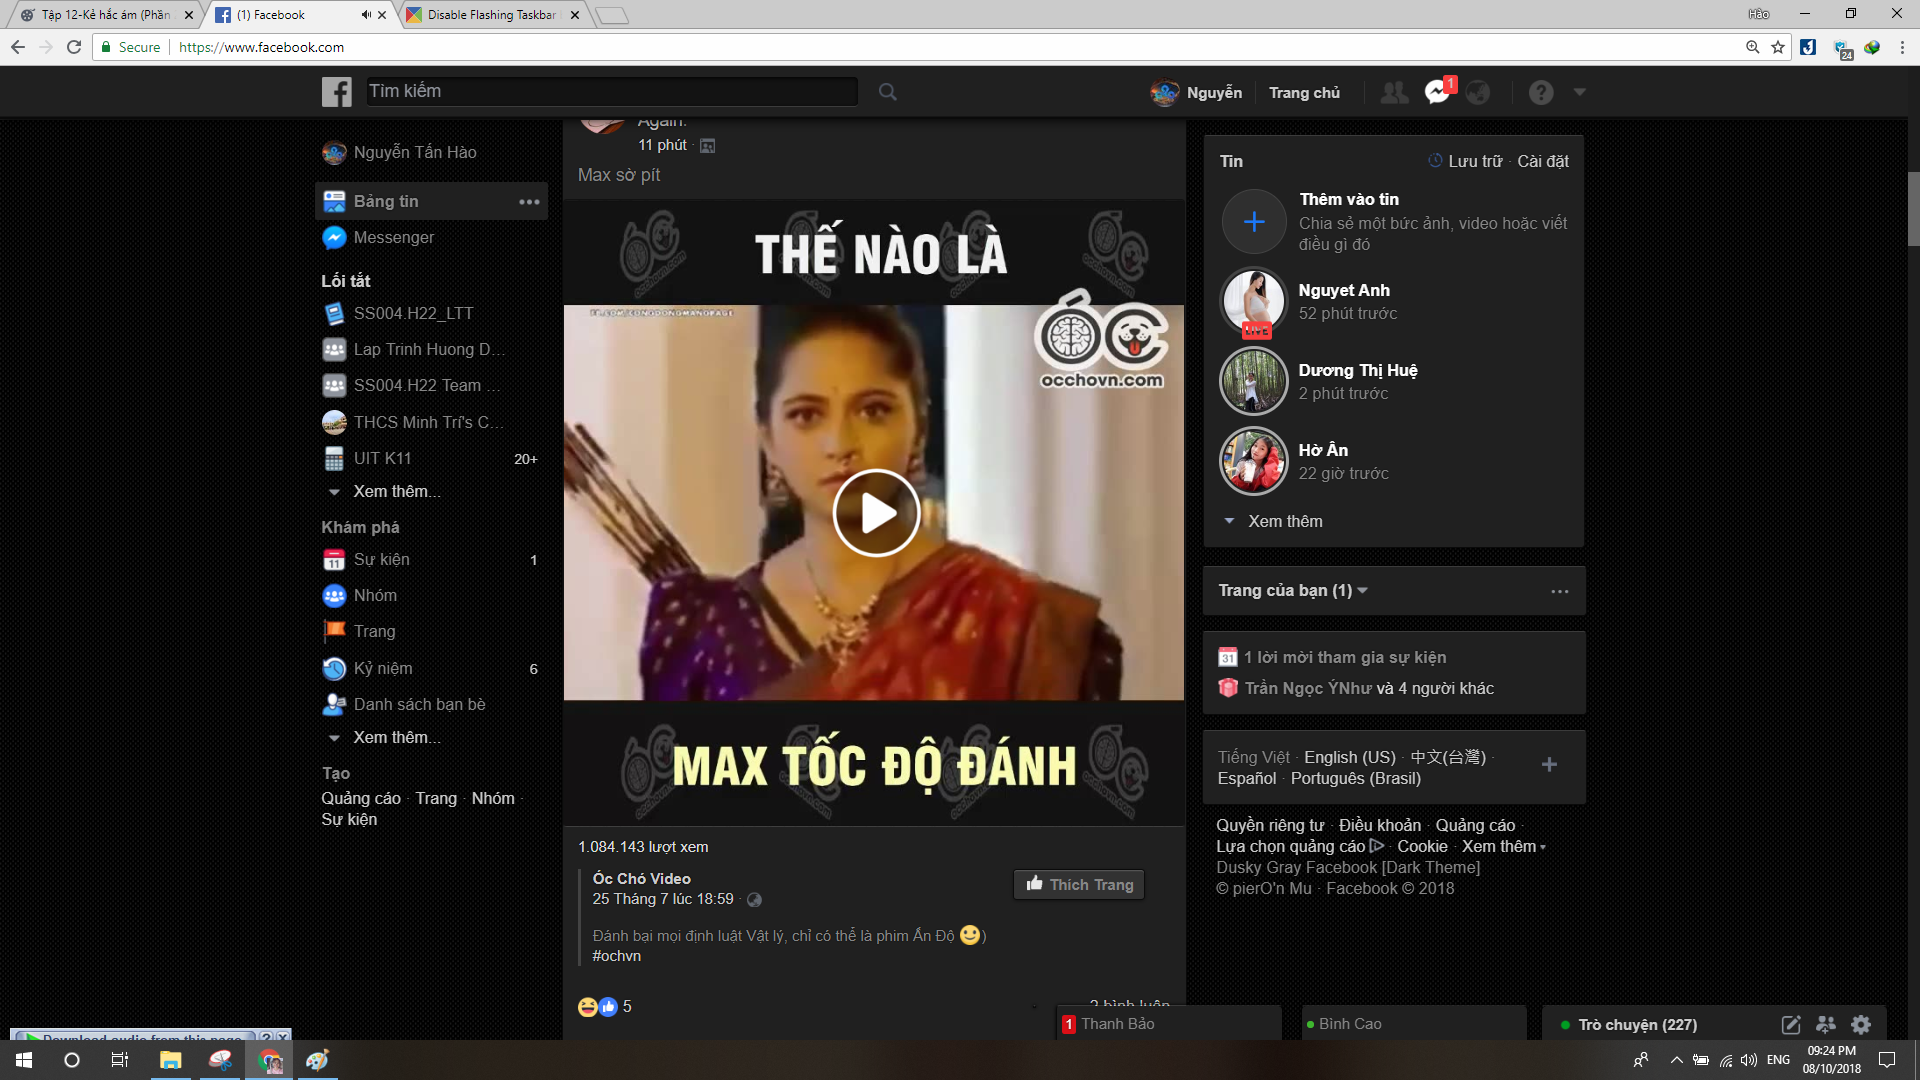 Tập 12-Kẻ hắc ám (Phần
(1) Facebook
Disable Flashing Taskbar
Hào
Secure
https://www.facebook.com
24
Tìm kiếm
Nguyễn
Trang chủ
1
Nguyễn Tấn Hào
Bảng tin
Messenger
Lối tắt
SS004.H22_LTT
Lap Trinh Huong D...
SS004.H22 Team ...
THCS Minh Trí's C...
UIT K11
20+
Xem thêm...
Khám phá
11
Sự kiện
1
Nhóm
Trang
Kỷ niệm
6
Danh sách bạn bè
Xem thêm...
Tạo
Quảng cáo · Trang · Nhóm ·
Sự kiện
Again.
11 phút ·
Max sờ pít
THẾ NÀO LÀ
FB.COM/CONGDONGMANDPAGE
occhovn.com
MAX TỐC ĐỘ ĐÁNH
1.084.143 lượt xem
Óc Chó Video
25 Tháng 7 lúc 18:59 ·
Thích Trang
Đánh bại mọi định luật Vật lý, chỉ có thể là phim Ấn Độ )
#ochvn
5
2 bình luận
Tin
Lưu trữ · Cài đặt
Thêm vào tin
Chia sẻ một bức ảnh, video hoặc viết
điều gì đó
Nguyet Anh
52 phút trước
LIVE
Dương Thị Huệ
2 phút trước
Hờ Ân
22 giờ trước
Xem thêm
Trang của bạn (1)
31
1 lời mời tham gia sự kiện
Trần Ngọc ÝNhư và 4 người khác
Tiếng Việt · English (US) · 中文(台灣) ·
Español · Português (Brasil)
Quyền riêng tư · Điều khoản · Quảng cáo ·
Lựa chọn quảng cáo · Cookie · Xem thêm
Dusky Gray Facebook [Dark Theme]
© pierO'n Mu · Facebook © 2018
1 Thanh Bảo
Bình Cao
Trò chuyện (227)
Download audio from this page
ENG
09:24 PM
08/10/2018